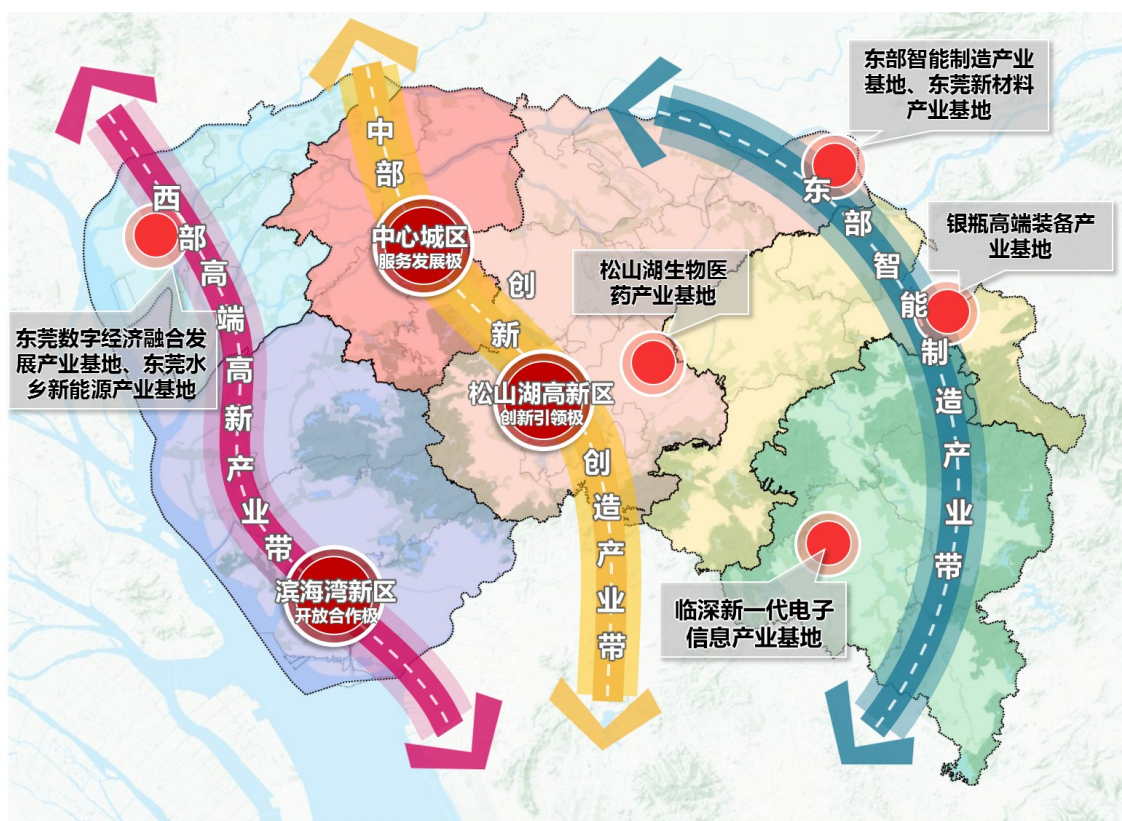 东部智能制造产业
基地、东莞新材料
产业基地
银瓶高端装备产
业基地
松山湖生物医
药产业基地
东莞数字经济融合发
展产业基地、东莞水
乡新能源产业基地
临深新一代电子
信息产业基地
中心城区
服务发展极
松山湖高新区
创新引领极
滨海湾新区
开放合作极
西部高端高新产业带
中部创新创造产业带
东部智能制造产业带